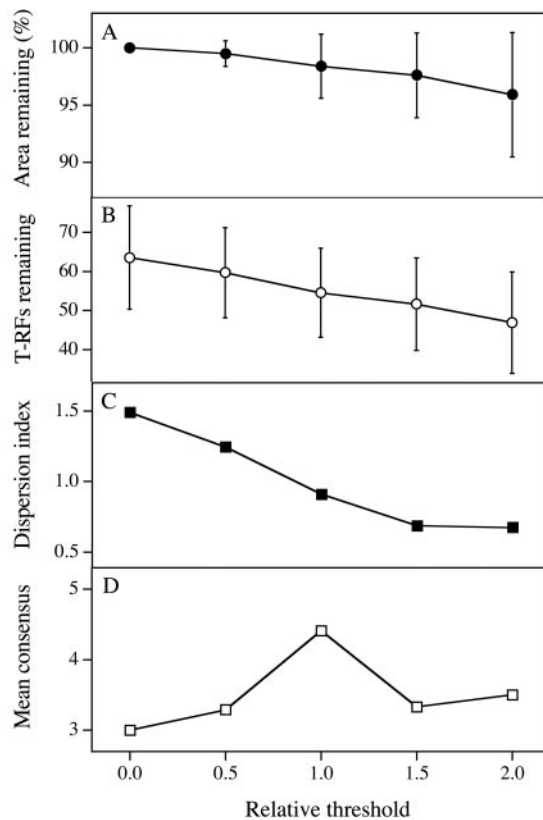 A
Area remaining (%)
100
95
90
B
T-RFs remaining
70
60
50
40
C
Dispersion index
1.5
1.0
0.5
D
Mean consensus
5
4
3
0.0 0.5 1.0 1.5 2.0
Relative threshold